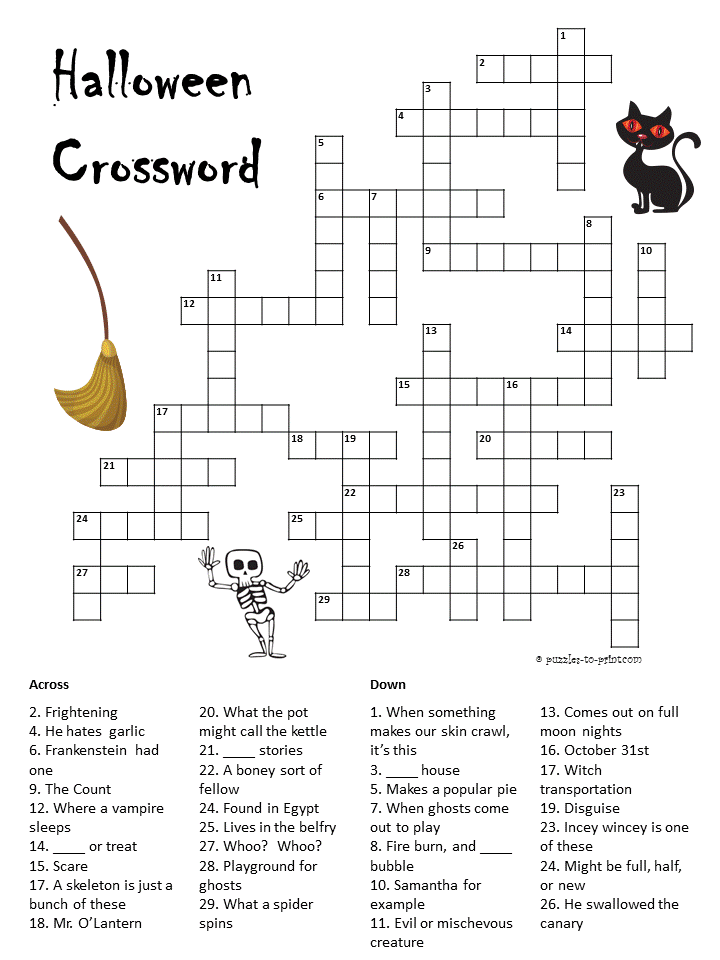 Halloween
Crossword
1
2
3
4
5
6 7
8
9 10
11
12
13 14
15 16
17
18 19 20
21
22 23
24 25
26
27 28
29
© puzzles-to-print.com
Across
2. Frightening
4. He hates garlic
6. Frankenstein had
one
9. The Count
12. Where a vampire
sleeps
14. ____ or treat
15. Scare
17. A skeleton is just a
bunch of these
18. Mr. O’Lantern
20. What the pot
might call the kettle
21. ____ stories
22. A boney sort of
fellow
24. Found in Egypt
25. Lives in the belfry
27. Whoo? Whoo?
28. Playground for
ghosts
29. What a spider
spins
Down
1. When something
makes our skin crawl,
it’s this
3. ____ house
5. Makes a popular pie
7. When ghosts come
out to play
8. Fire burn, and ____
bubble
10. Samantha for
example
11. Evil or mischevous
creature
13. Comes out on full
moon nights
16. October 31st
17. Witch
transportation
19. Disguise
23. Incey wincey is one
of these
24. Might be full, half,
or new
26. He swallowed the
canary